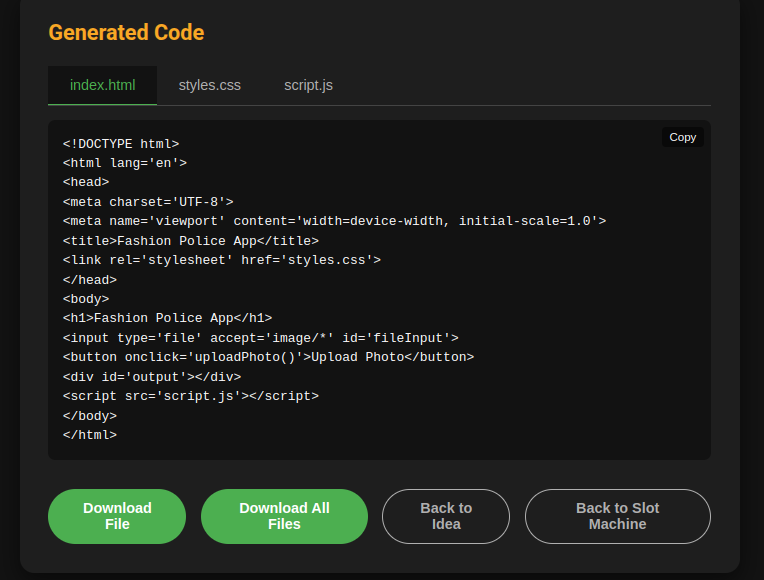 Generated Code
index.html styles.css script.js
Copy
<!DOCTYPE html>
<html lang='en'>
<head>
<meta charset='UTF-8'>
<meta name='viewport' content='width=device-width, initial-scale=1.0'>
<title>Fashion Police App</title>
<link rel='stylesheet' href='styles.css'>
</head>
<body>
<h1>Fashion Police App</h1>
<input type='file' accept='image/*' id='fileInput'>
<button onclick='uploadPhoto()'>Upload Photo</button>
<div id='output'></div>
<script src='script.js'></script>
</body>
</html>
Download
File
Download All
Files
Back to
Idea
Back to Slot
Machine